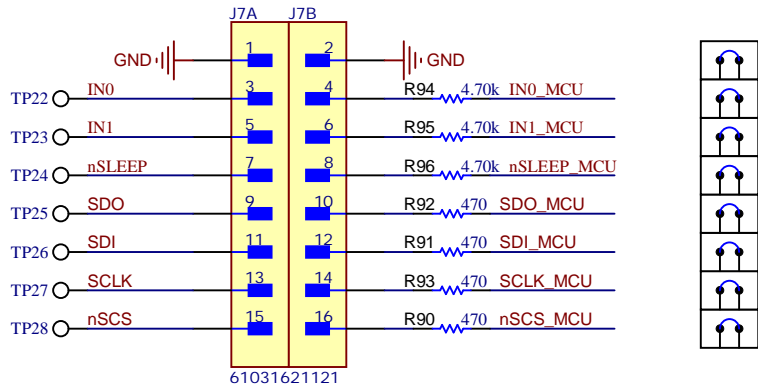 J7A J7B
GND 1 2 GND
TP22 IN0 3 4 R94 4.70k IN0_MCU
TP23 IN1 5 6 R95 4.70k IN1_MCU
TP24 nSLEEP 7 8 R96 4.70k nSLEEP_MCU
TP25 SDO 9 10 R92 470 SDO_MCU
TP26 SDI 11 12 R91 470 SDI_MCU
TP27 SCLK 13 14 R93 470 SCLK_MCU
TP28 nSCS 15 16 R90 470 nSCS_MCU
61031621121